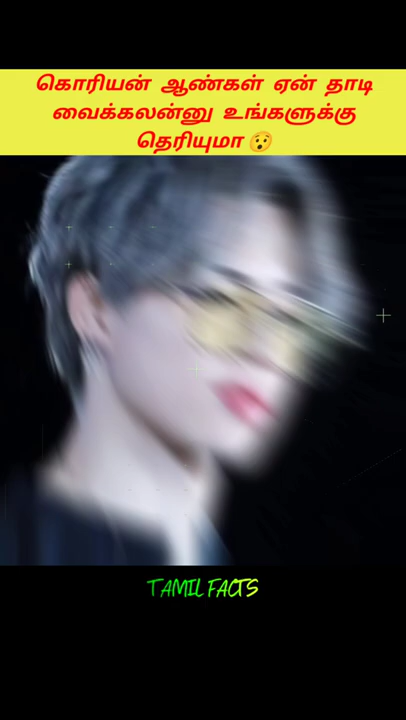 கொரியன் ஆண்கள் ஏன் தாடி
வைக்கலன்னு உங்களுக்கு
தெரியுமா 😯
TAMIL FACTS